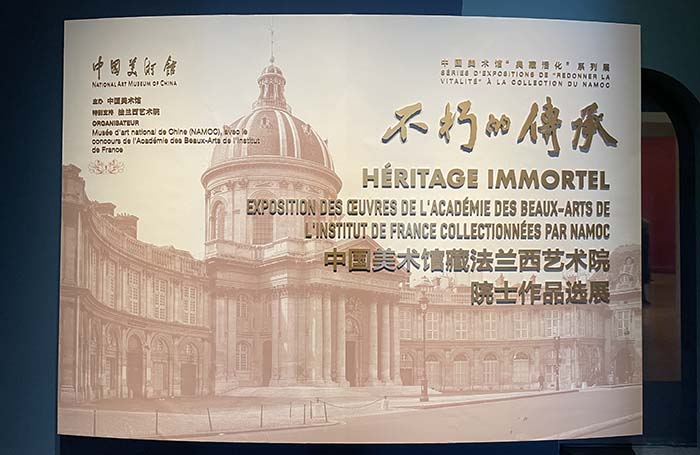 中国美术馆
NATIONAL ART MUSEUM OF CHINA
主办 中国美术馆
特别支持 法兰西艺术院
ORGANISATEUR
Musée d'art national de Chine (NAMOC), avec le
concours de l'Académie des Beaux-Arts de l'Institut
de France
中国美术馆“典藏活化”系列展
SÉRIES D'EXPOSITIONS DE "REDONNER LA
VITALITÉ" À LA COLLECTION DU NAMOC
不朽的傳承
HÉRITAGE IMMORTEL
EXPOSITION DES ŒUVRES DE L'ACADÉMIE DES BEAUX-ARTS DE
L'INSTITUT DE FRANCE COLLECTIONNÉES PAR NAMOC
中国美术馆藏法兰西艺术院
院士作品选展